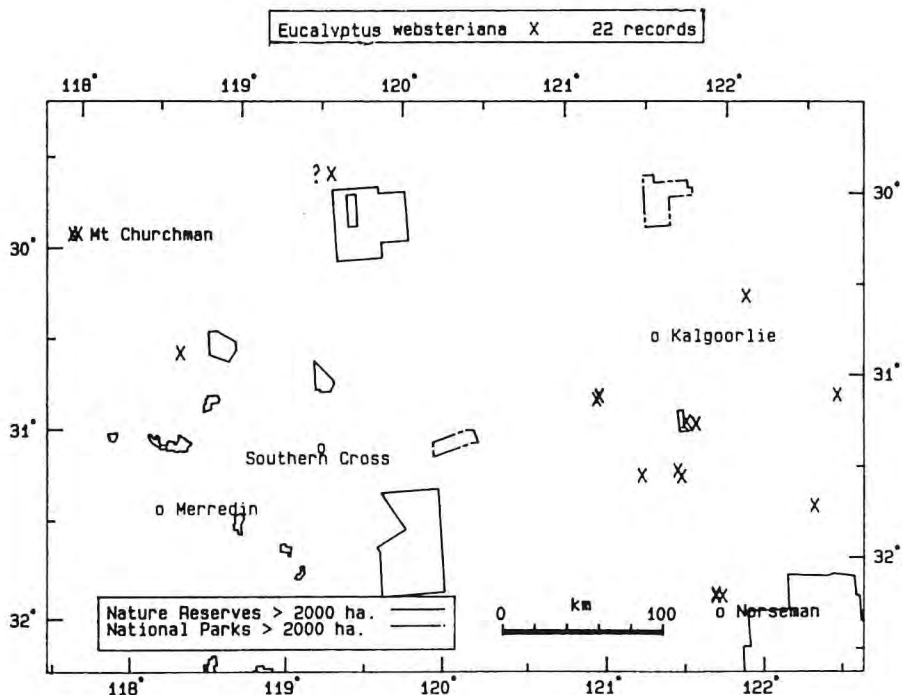 Eucalyptus websteriana X 22 records
118° 119° 120° 121° 122°
? X
30°
X Mt Churchman
30°
X
Kalgoorlie
X
31°
X
X
X
31°
Southern Cross
X
X
X
Merredin
X
32°
km
Nature Reserves > 2000 ha.
0 100
X
Norseman
National Parks > 2000 ha.
32°
118° 119° 120° 121° 122°